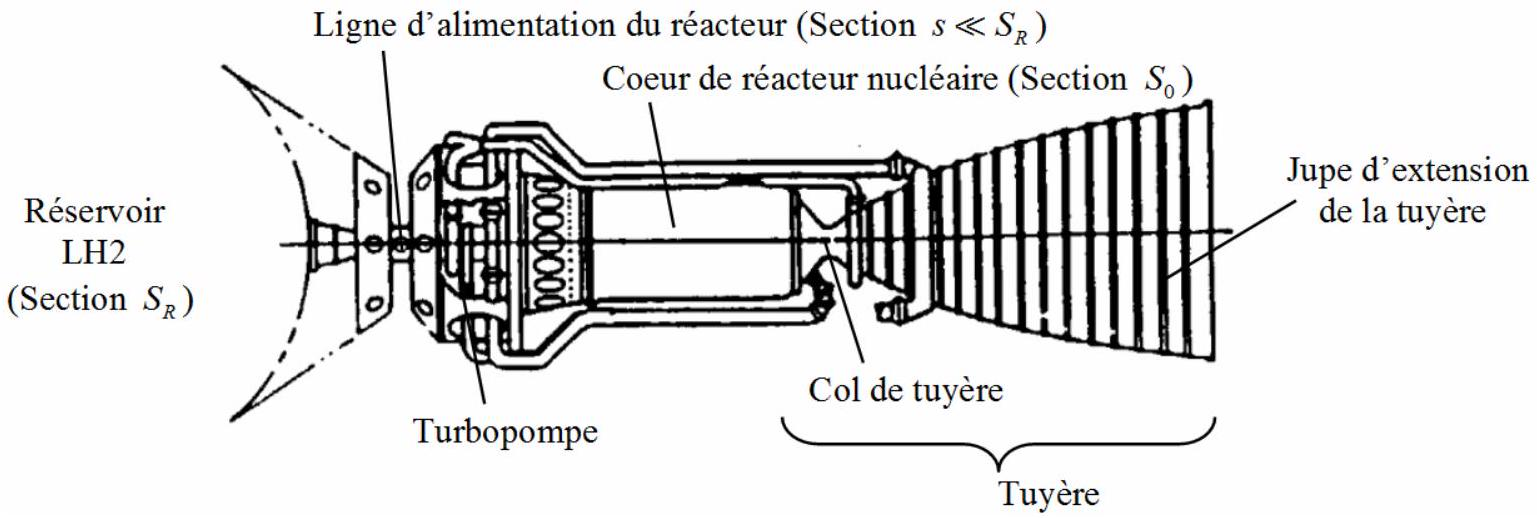 Ligne d'alimentation du réacteur (Section s ≪ S_R)
Coeur de réacteur nucléaire (Section S_0)
Jupe d'extension
de la tuyère
Réservoir
LH2
(Section S_R)
Col de tuyère
Turbopompe
Tuyère